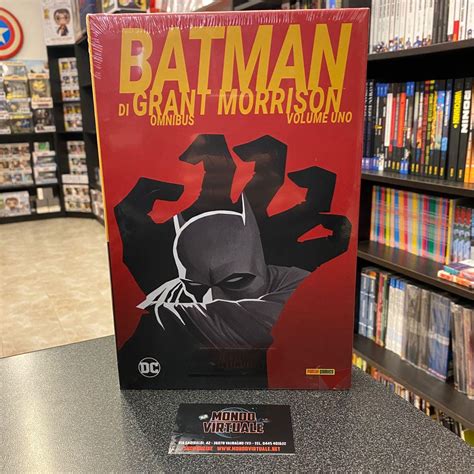 BATMAN
DI GRANT MORRISON
OMNIBUS VOLUME UNO
DC
PANINI COMICS
MONDO
VIRTUALE
WWW.MONDOVIRTUALE.NET